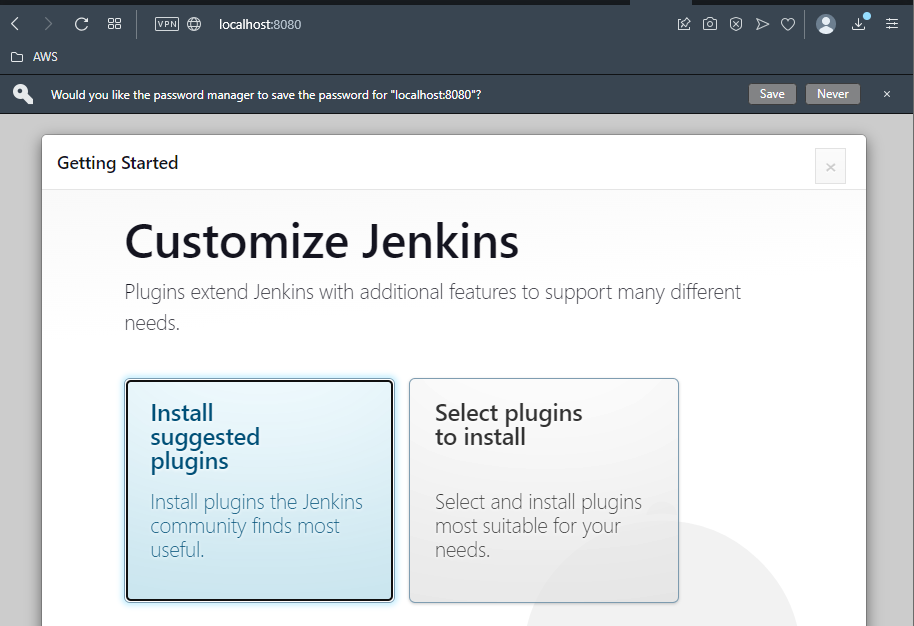 VPN localhost:8080
AWS
Would you like the password manager to save the password for "localhost:8080"? Save Never
Getting Started
Customize Jenkins
Plugins extend Jenkins with additional features to support many different
needs.
Install
suggested
plugins
Install plugins the Jenkins
community finds most
useful.
Select plugins
to install
Select and install plugins
most suitable for your
needs.